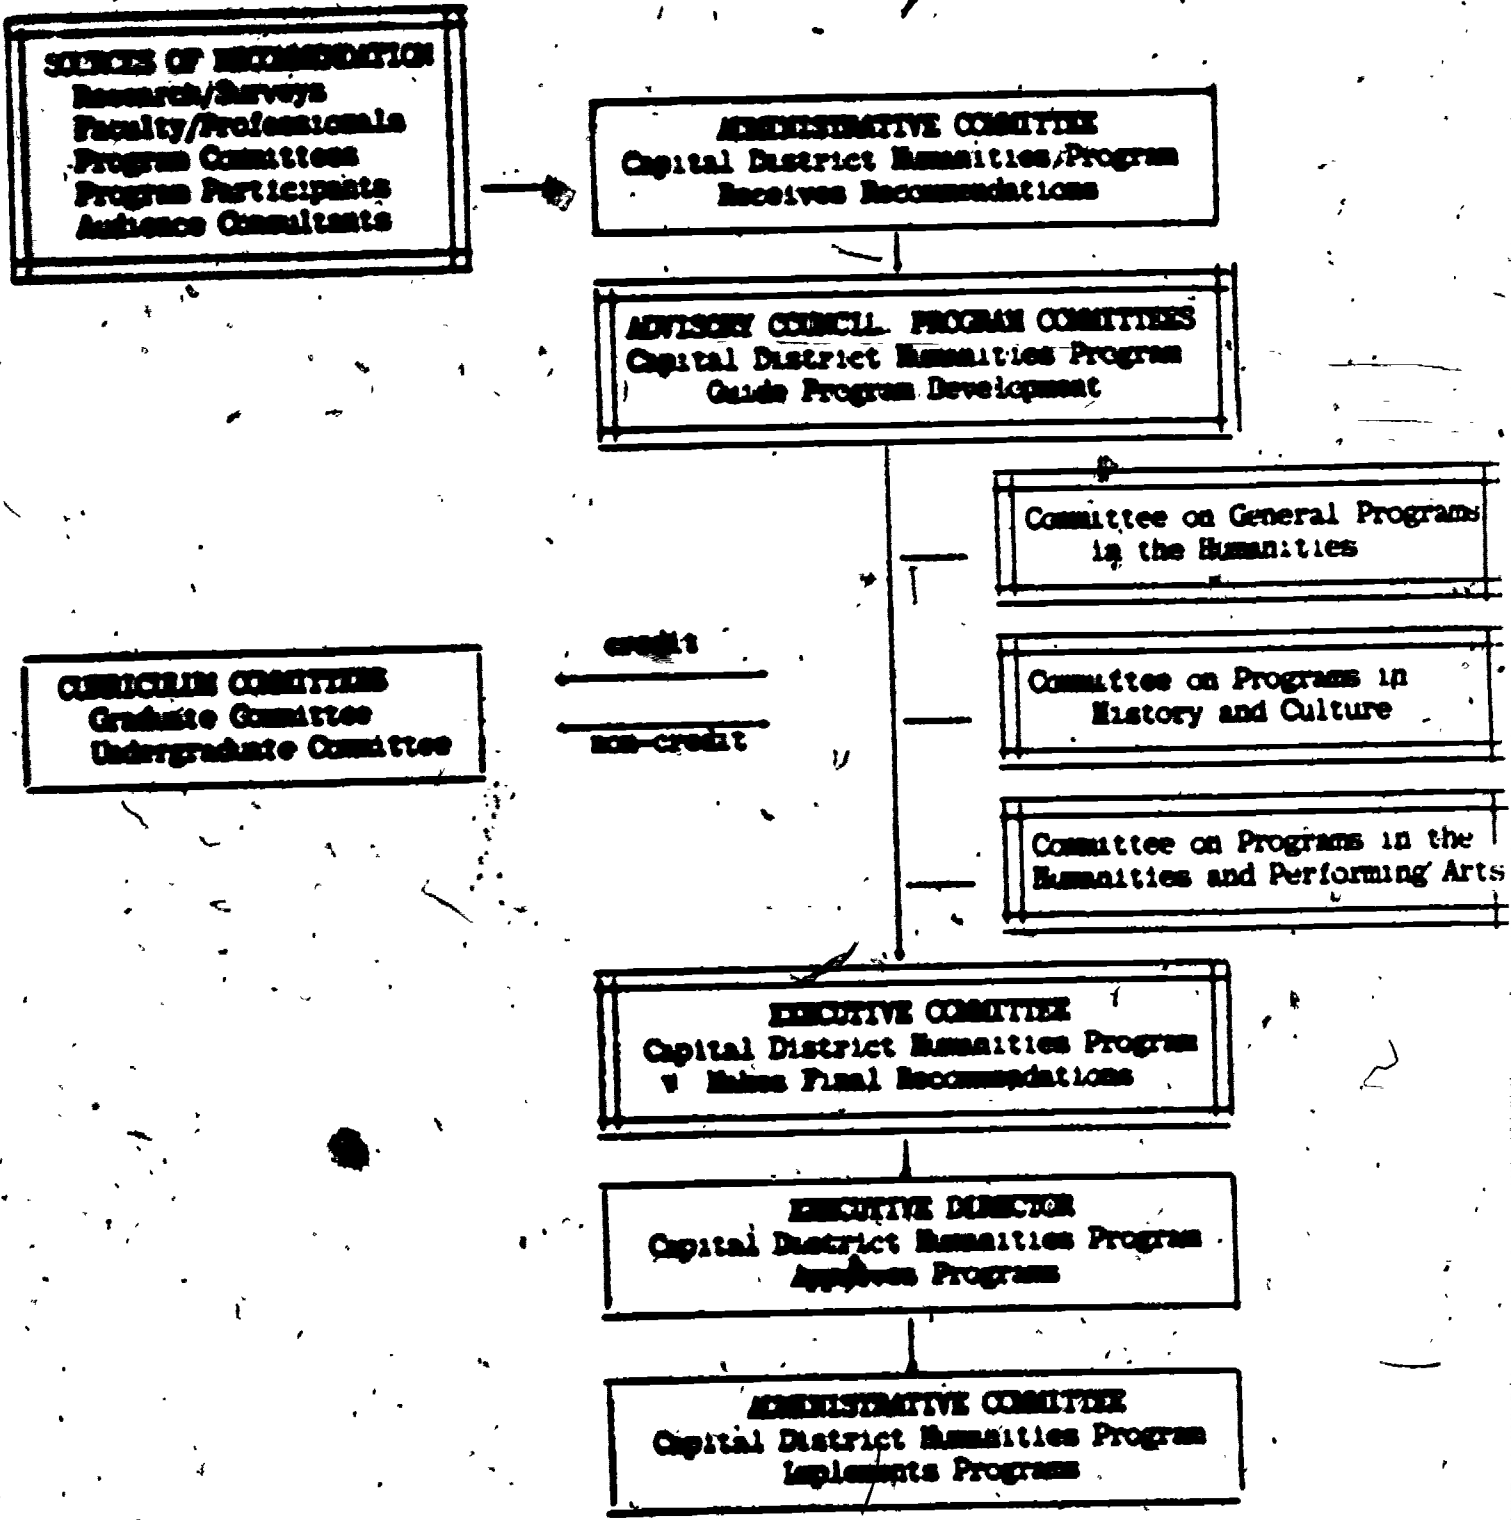 SOURCES OF RECOMMENDATION
Research/Surveys
Faculty/Professionals
Program Committees
Program Participants
Audience Consultants
ADMINISTRATIVE COMMITTEE
Capital District Humanities Program
Receives Recommendations
ADVISORY COUNCIL PROGRAM COMMITTEES
Capital District Humanities Program
Guide Program Development
Committee on General Programs
in the Humanities
credit
CURRICULUM COMMITTEES
Graduate Committee
Undergraduate Committee
non-credit
Committee on Programs in
History and Culture
Committee on Programs in the
Humanities and Performing Arts
EXECUTIVE COMMITTEE
Capital District Humanities Program
Makes Final Recommendations
EXECUTIVE DIRECTOR
Capital District Humanities Program
Approves Programs
ADMINISTRATIVE COMMITTEE
Capital District Humanities Program
Implements Programs